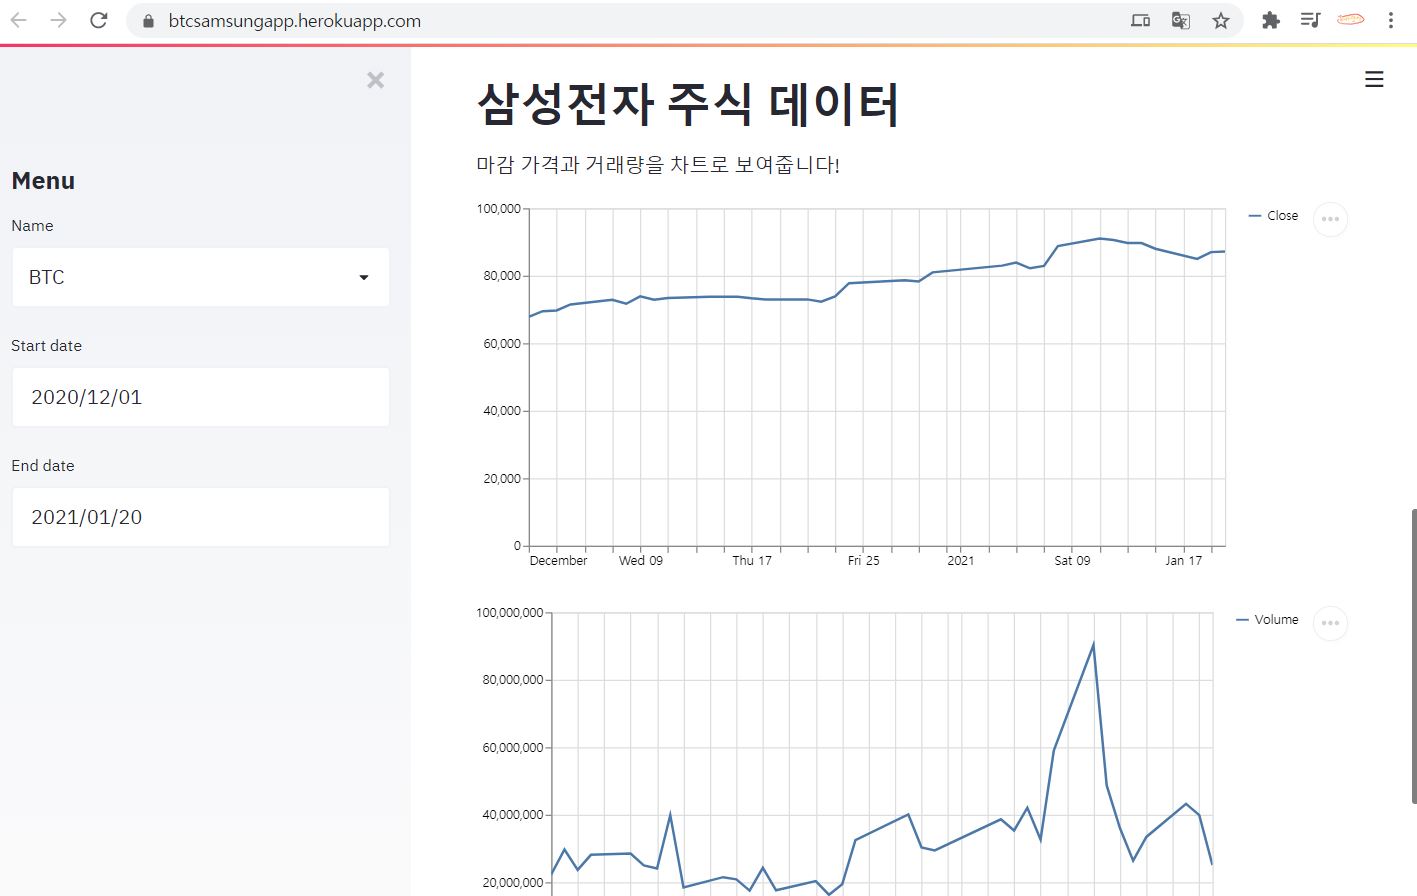 btcsamsungapp.herokuapp.com
Menu
Name
BTC
Start date
2020/12/01
End date
2021/01/20
삼성전자 주식 데이터
마감 가격과 거래량을 차트로 보여줍니다!
100,000
80,000
60,000
40,000
20,000
0
December Wed 09 Thu 17 Fri 25 2021 Sat 09 Jan 17
Close
100,000,000
80,000,000
60,000,000
40,000,000
20,000,000
Volume